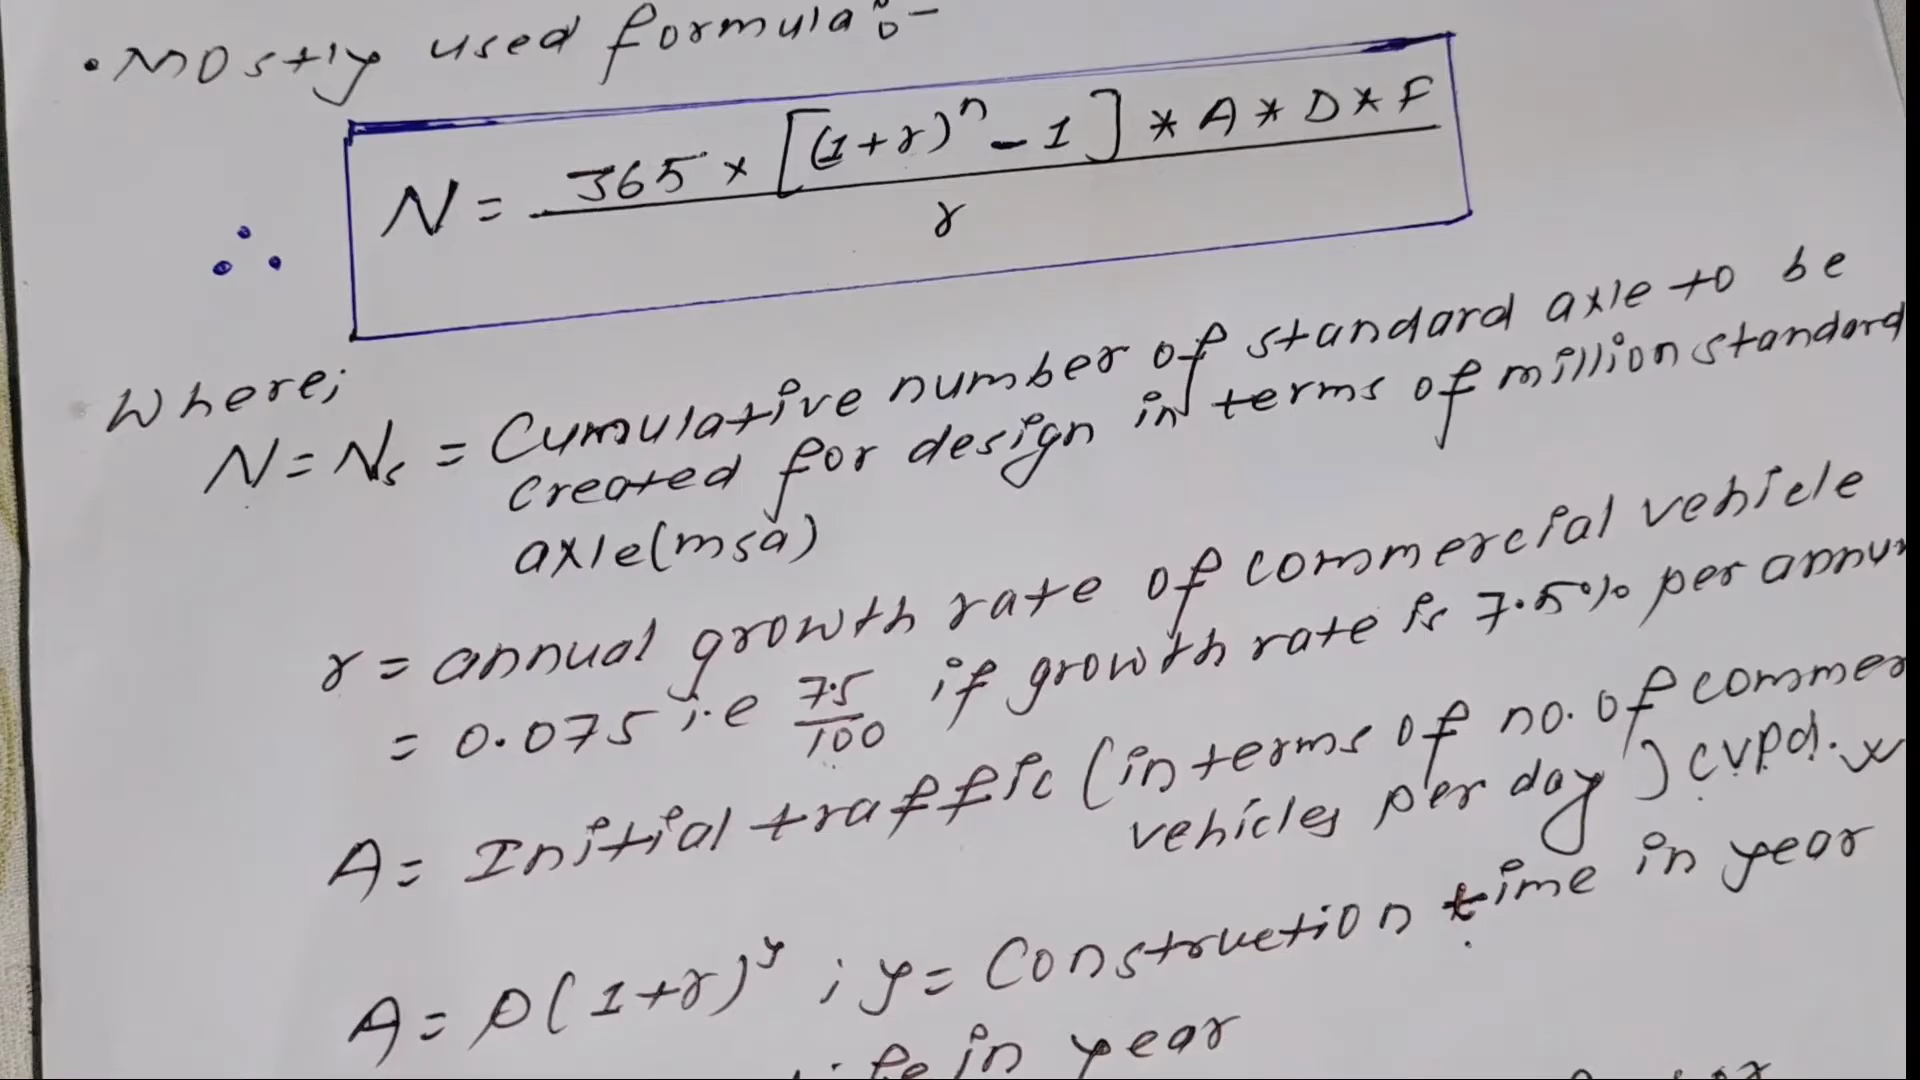 • Mostly used formula :-
∴ N = 365 × [(1+r)^n - 1] * A * D * F / r
Where;
N = Ns = Cumulative number of standard axle to be
created for design in terms of million standard
axle (msa)
r = annual growth rate of commercial vehicle
= 0.075 i.e 7.5/100 if growth rate is 7.5% per
A = Initial traffic (in terms of no. of
vehicles per day) cvpd.
A = P(1+r)^y ; y = Construction time in year
in year